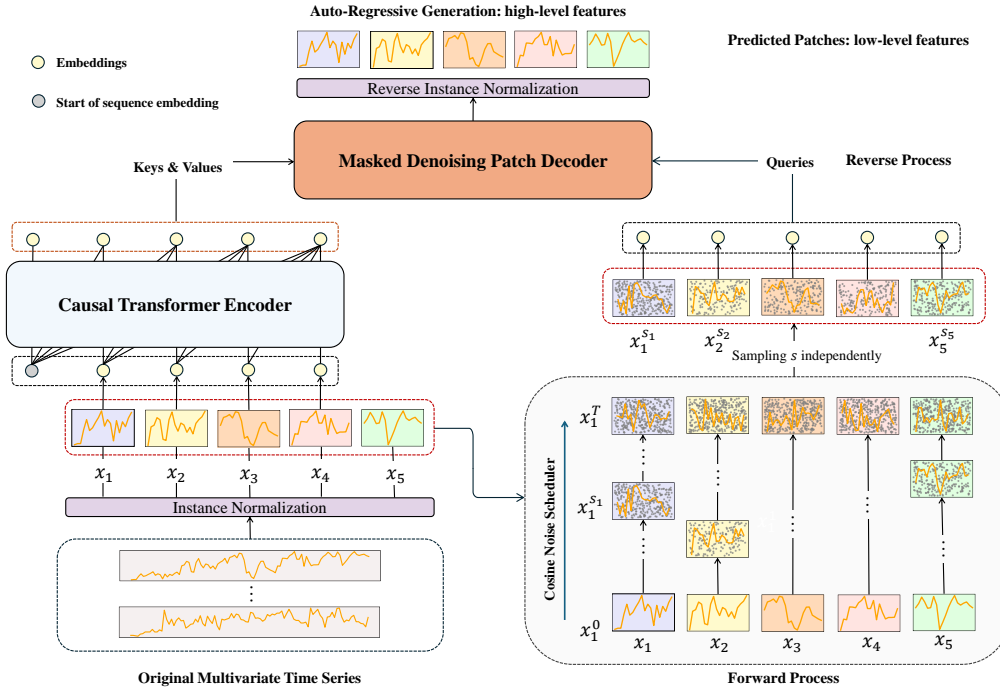 Auto-Regressive Generation: high-level features
Predicted Patches: low-level features
Embeddings
Start of sequence embedding
Reverse Instance Normalization
Masked Denoising Patch Decoder
Keys & Values
Queries
Reverse Process
Causal Transformer Encoder
x_1^{s_1}
x_2^{s_2}
x_5^{s_5}
Sampling s independently
x_1
x_2
x_3
x_4
x_5
Instance Normalization
Original Multivariate Time Series
x_1^T
x_1^{s_1}
x_1^0
Cosine Noise Scheduler
x_1
x_2
x_3
x_4
x_5
Forward Process